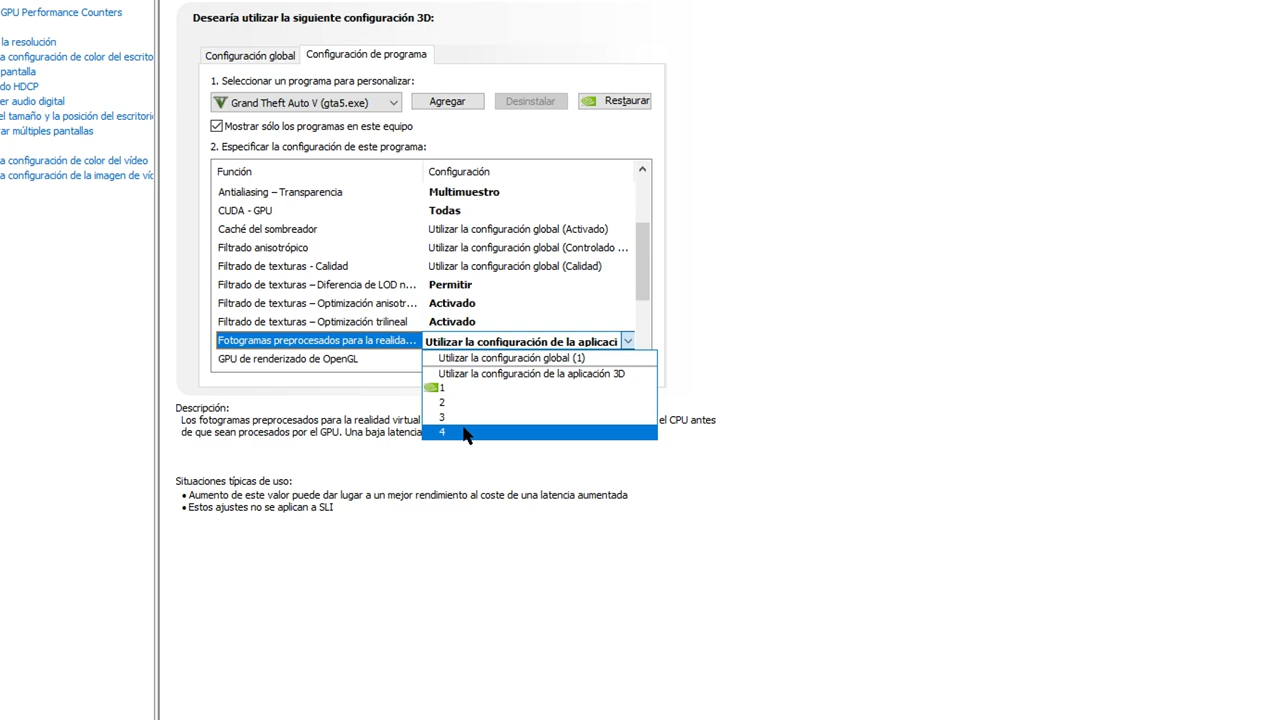 GPU Performance Counters
la resolución
a configuración de color del escrito
pantalla
do HDCP
er audio digital
el tamaño y la posición del escritori
ar múltiples pantallas
a configuración de color del vídeo
a configuración de la imagen de víd
Desearía utilizar la siguiente configuración 3D:
Configuración global Configuración de programa
1. Seleccionar un programa para personalizar:
Grand Theft Auto V (gta5.exe) Agregar Desinstalar Restaurar
Mostrar sólo los programas en este equipo
2. Especificar la configuración de este programa:
Función Configuración
Antialiasing – Transparencia Multimuestro
CUDA - GPU Todas
Caché del sombreador Utilizar la configuración global (Activado)
Filtrado anisotrópico Utilizar la configuración global (Controlado ...
Filtrado de texturas - Calidad Utilizar la configuración global (Calidad)
Filtrado de texturas – Diferencia de LOD n... Permitir
Filtrado de texturas – Optimización anisotr... Activado
Filtrado de texturas – Optimización trilineal Activado
Fotogramas preprocesados para la realida... Utilizar la configuración de la aplicaci
GPU de renderizado de OpenGL
Utilizar la configuración global (1)
Utilizar la configuración de la aplicación 3D
1
2
3
4
Descripción:
Los fotogramas preprocesados para la realidad virtual el CPU antes
de que sean procesados por el GPU. Una baja latencia
Situaciones típicas de uso:
• Aumento de este valor puede dar lugar a un mejor rendimiento al coste de una latencia aumentada
• Estos ajustes no se aplican a SLI